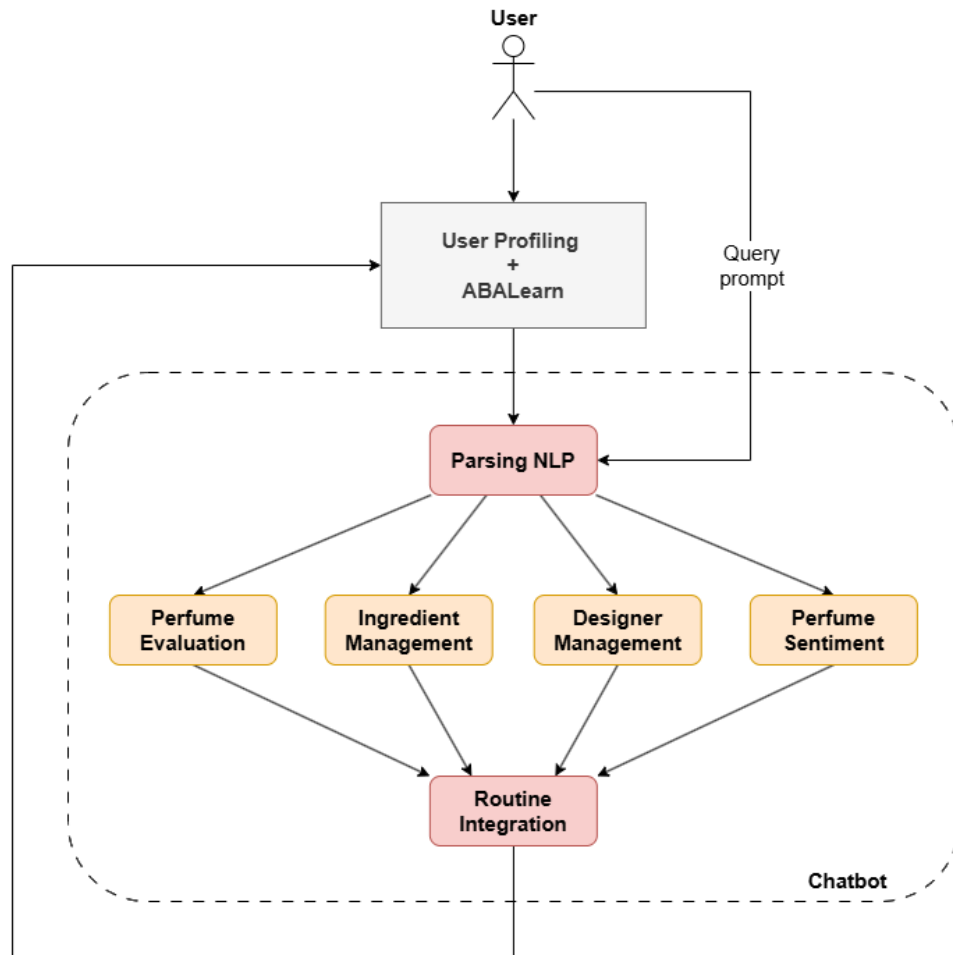 User
User Profiling
+
ABALearn
Query
prompt
Parsing NLP
Perfume
Evaluation
Ingredient
Management
Designer
Management
Perfume
Sentiment
Routine
Integration
Chatbot